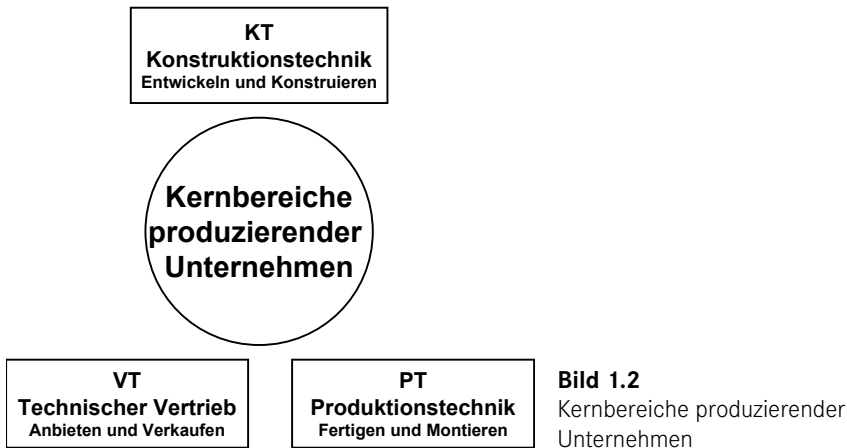 KT
Konstruktionstechnik
Entwickeln und Konstruieren
Kernbereiche
produzierender
Unternehmen
VT
Technischer Vertrieb
Anbieten und Verkaufen
PT
Produktionstechnik
Fertigen und Montieren
Bild 1.2
Kernbereiche produzierender
Unternehmen